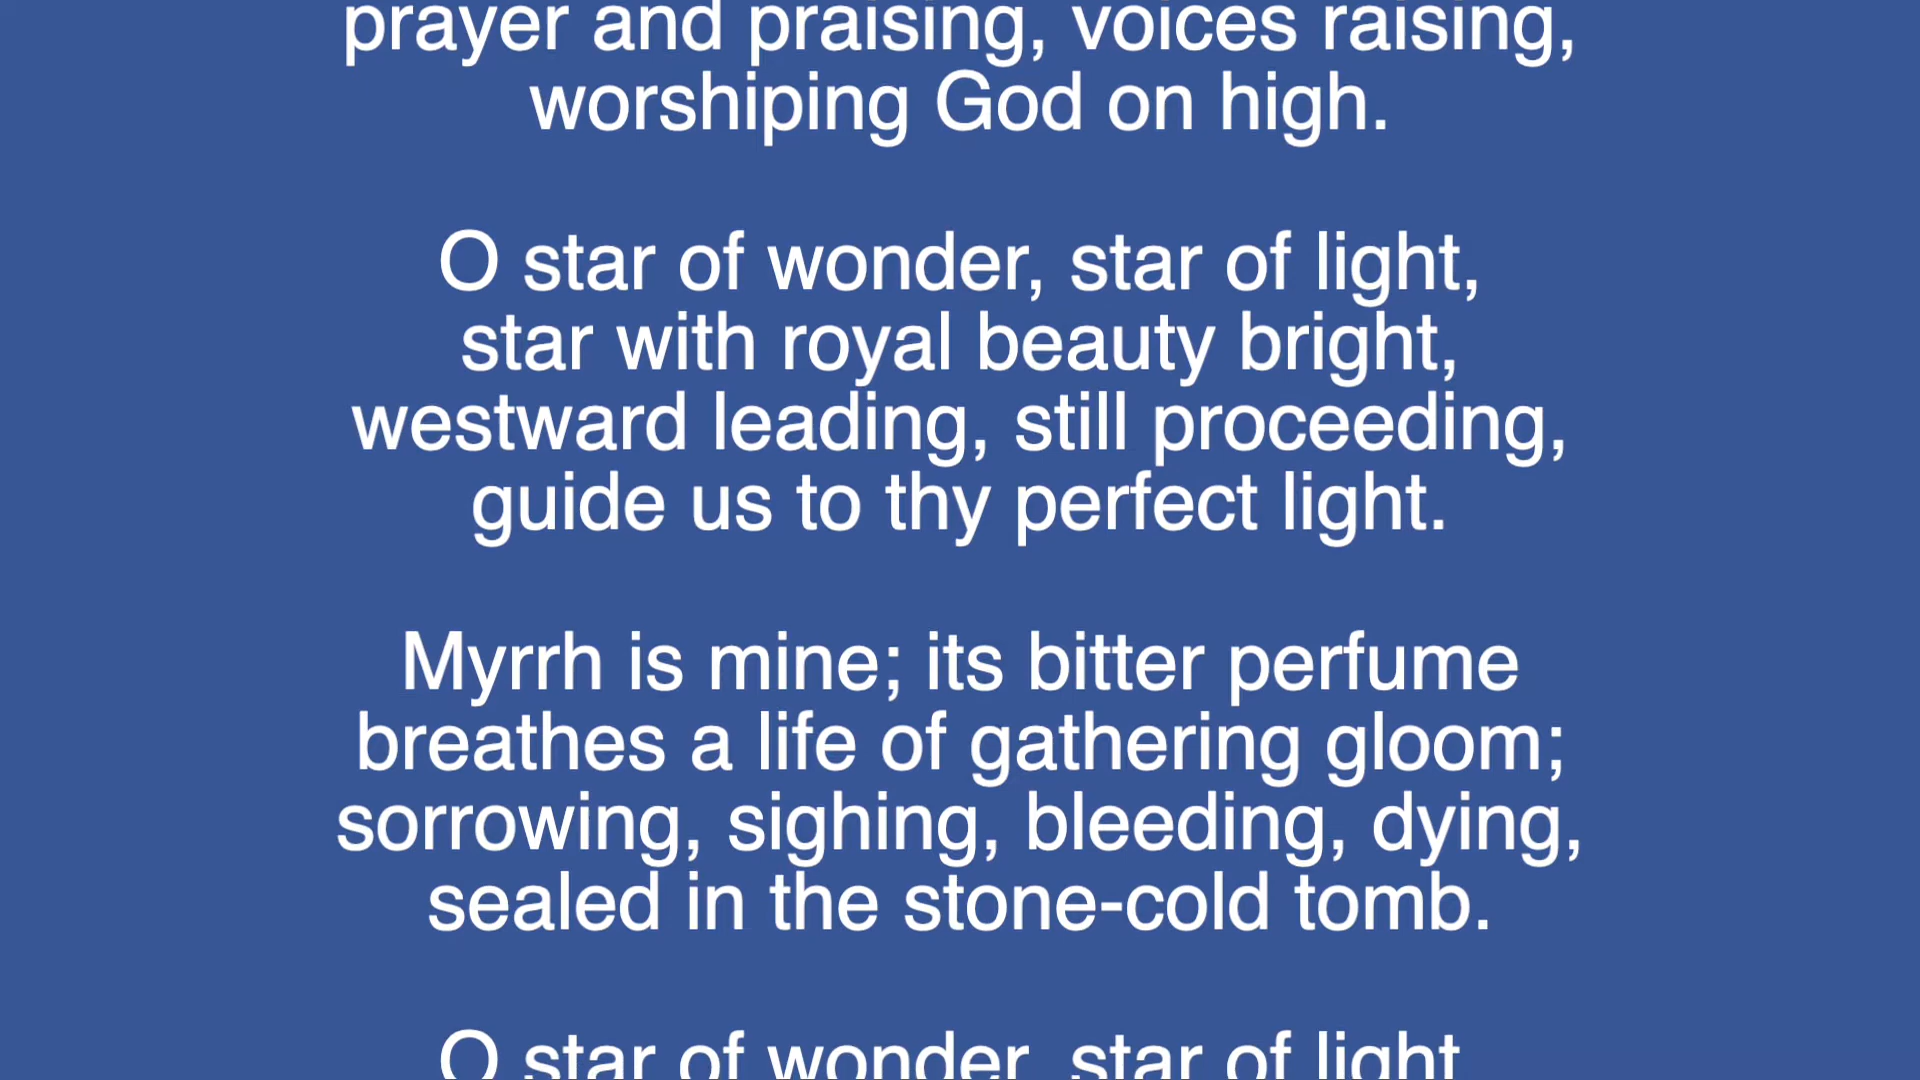 prayer and praising, voices raising,
worshiping God on high.
O star of wonder, star of light,
star with royal beauty bright,
westward leading, still proceeding,
guide us to thy perfect light.
Myrrh is mine; its bitter perfume
breathes a life of gathering gloom;
sorrowing, sighing, bleeding, dying,
sealed in the stone-cold tomb.
O star of wonder, star of light